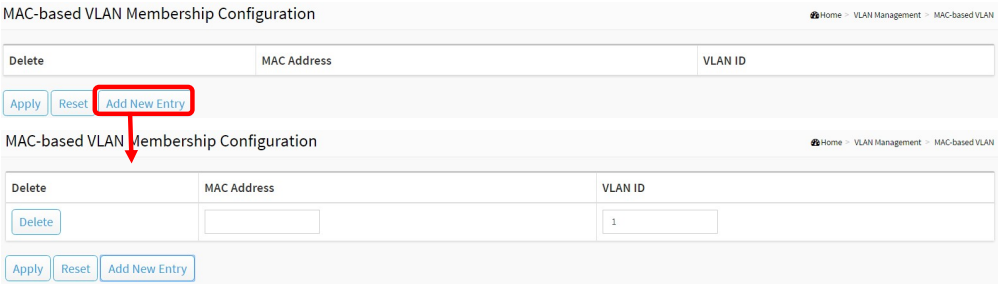 MAC-based VLAN Membership Configuration
Home > VLAN Management > MAC-based VLAN
Delete MAC Address VLAN ID
Apply Reset Add New Entry
MAC-based VLAN Membership Configuration
Home > VLAN Management > MAC-based VLAN
Delete MAC Address VLAN ID
Delete 1
Apply Reset Add New Entry